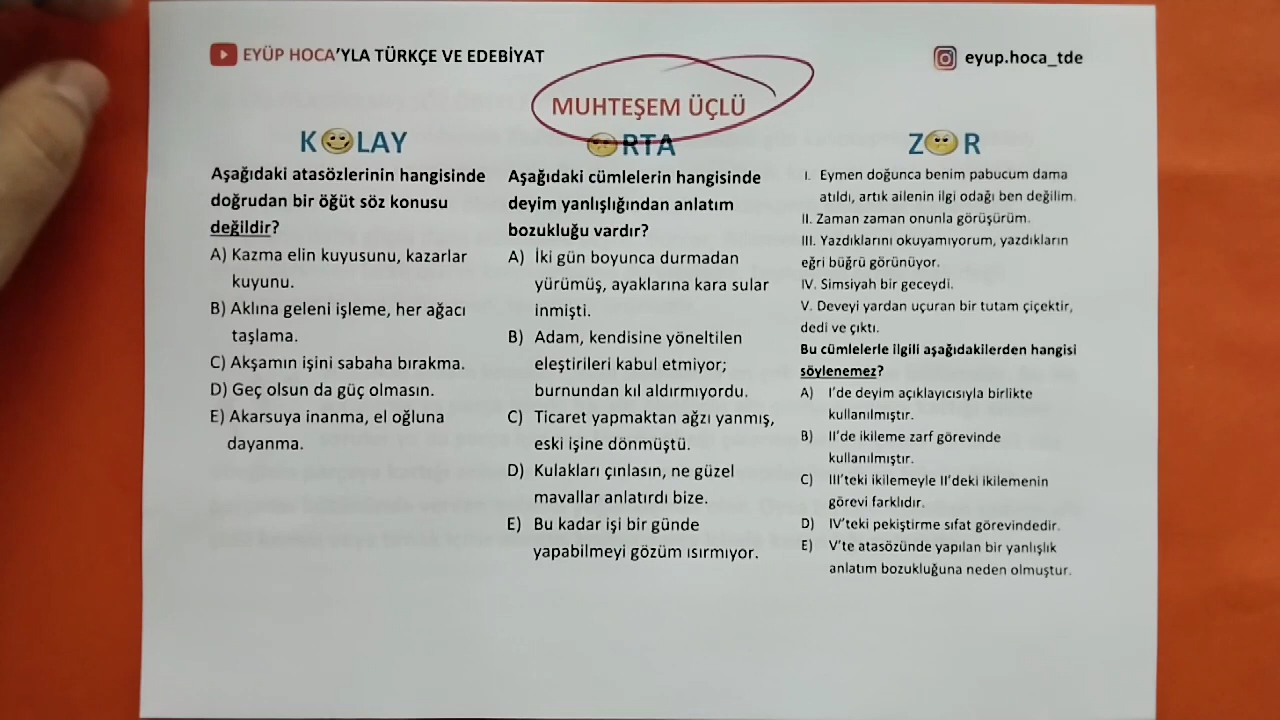 EYÜP HOCA'YLA TÜRKÇE VE EDEBİYAT
eyup.hoca_tde
MUHTEŞEM ÜÇLÜ
K LAY
Aşağıdaki atasözlerinin hangisinde
doğrudan bir öğüt söz konusu
değildir?
A) Kazma elin kuyusunu, kazarlar
kuyunu.
B) Aklına geleni işleme, her ağacı
taşlama.
C) Akşamın işini sabaha bırakma.
D) Geç olsun da güç olmasın.
E) Akarsuya inanma, el oğluna
dayanma.
RTA
Aşağıdaki cümlelerin hangisinde
deyim yanlışlığından anlatım
bozukluğu vardır?
A) İki gün boyunca durmadan
yürümüş, ayaklarına kara sular
inmişti.
B) Adam, kendisine yöneltilen
eleştirileri kabul etmiyor;
burnundan kıl aldırmıyordu.
C) Ticaret yapmaktan ağzı yanmış,
eski işine dönmüştü.
D) Kulakları çınlasın, ne güzel
mavallar anlatırdı bize.
E) Bu kadar işi bir günde
yapabilmeyi gözüm ısırmıyor.
Z R
I. Eymen doğunca benim pabucum dama
atıldı, artık ailenin ilgi odağı ben değilim.
II. Zaman zaman onunla görüşürüm.
III. Yazdıklarını okuyamıyorum, yazdıkların
eğri büğrü görünüyor.
IV. Simsiyah bir geceydi.
V. Deveyi yardan uçuran bir tutam çiçektir,
dedi ve çıktı.
Bu cümlelerle ilgili aşağıdakilerden hangisi
söylenemez?
A) I'de deyim açıklayıcısıyla birlikte
kullanılmıştır.
B) II'de ikileme zarf görevinde
kullanılmıştır.
C) III'teki ikilemeyle II'deki ikilemenin
görevi farklıdır.
D) IV'teki pekiştirme sıfat görevindedir.
E) V'te atasözünde yapılan bir yanlışlık
anlatım bozukluğuna neden olmuştur.